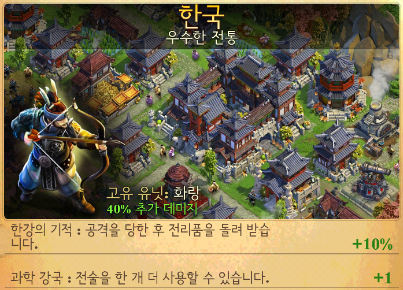 한국
우수한 전통
고유 유닛: 화랑
40% 추가 데미지
한강의 기적 : 공격을 당한 후 전리품을 돌려 받습
니다.
+10%
과학 강국 : 전술을 한 개 더 사용할 수 있습니다.
+1